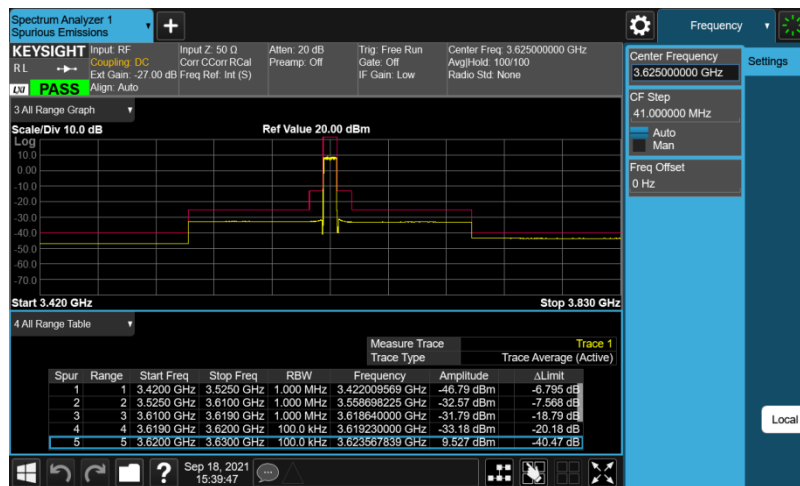 Spectrum Analyzer 1
Spurious Emissions
Frequency
KEYSIGHT Input: RF Input Z: 50 Ω Atten: 20 dB Trig: Free Run Center Freq: 3.625000000 GHz
RL Coupling: DC Corr CCorr RCal Preamp: Off Gate: Off Avg|Hold: 100/100
Ext Gain: -27.00 dB Freq Ref: Int (S) IF Gain: Low Radio Std: None
LXI PASS Align: Auto
Center Frequency
3.625000000 GHz
Settings
CF Step
41.000000 MHz
Auto
Man
Freq Offset
0 Hz
Local
3 All Range Graph
Scale/Div 10.0 dB Ref Value 20.00 dBm
Log
10.0
0.00
-10.0
-20.0
-30.0
-40.0
-50.0
-60.0
-70.0
Start 3.420 GHz Stop 3.830 GHz
4 All Range Table
Measure Trace Trace 1
Trace Type Trace Average (Active)
Spur Range Start Freq Stop Freq RBW Frequency Amplitude ΔLimit
1 1 3.4200 GHz 3.5250 GHz 1.000 MHz 3.422009569 GHz -46.79 dBm -6.795 dB
2 2 3.5250 GHz 3.6100 GHz 1.000 MHz 3.558698225 GHz -32.57 dBm -7.568 dB
3 3 3.6100 GHz 3.6190 GHz 1.000 MHz 3.618640000 GHz -31.79 dBm -18.79 dB
4 4 3.6190 GHz 3.6200 GHz 100.0 kHz 3.619230000 GHz -33.18 dBm -20.18 dB
5 5 3.6200 GHz 3.6300 GHz 100.0 kHz 3.623567839 GHz 9.527 dBm -40.47 dB
Sep 18, 2021
15:39:47